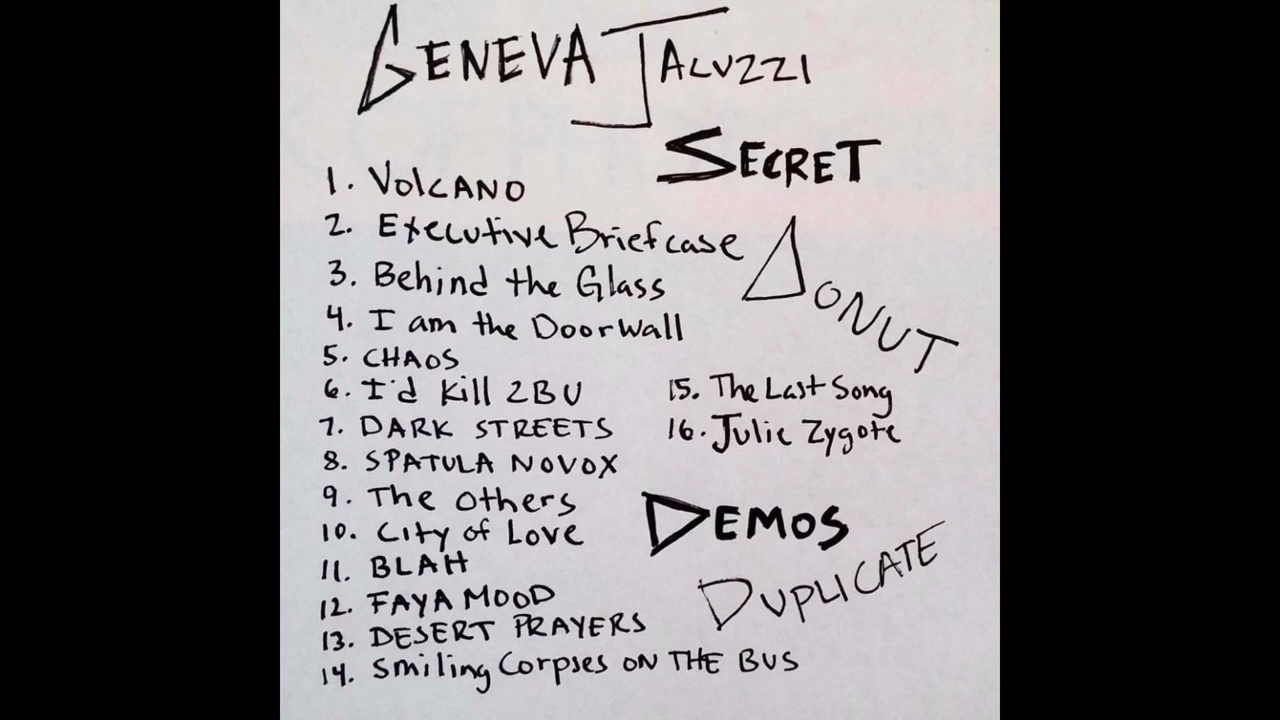 GENEVA JACUZZI
SECRET
DONUT
1. VOLCANO
2. Executive Briefcase
3. Behind the Glass
4. I am the Doorwall
5. CHAOS
6. I'd Kill 2BU
7. DARK STREETS
8. SPATULA NOVOX
9. The Others
10. City of Love
11. BLAH
12. FAYA MOOD
13. DESERT PRAYERS
14. Smiling Corpses ON THE BUS
15. The Last Song
16. Julie Zygote
DEMOS
DUPLICATE